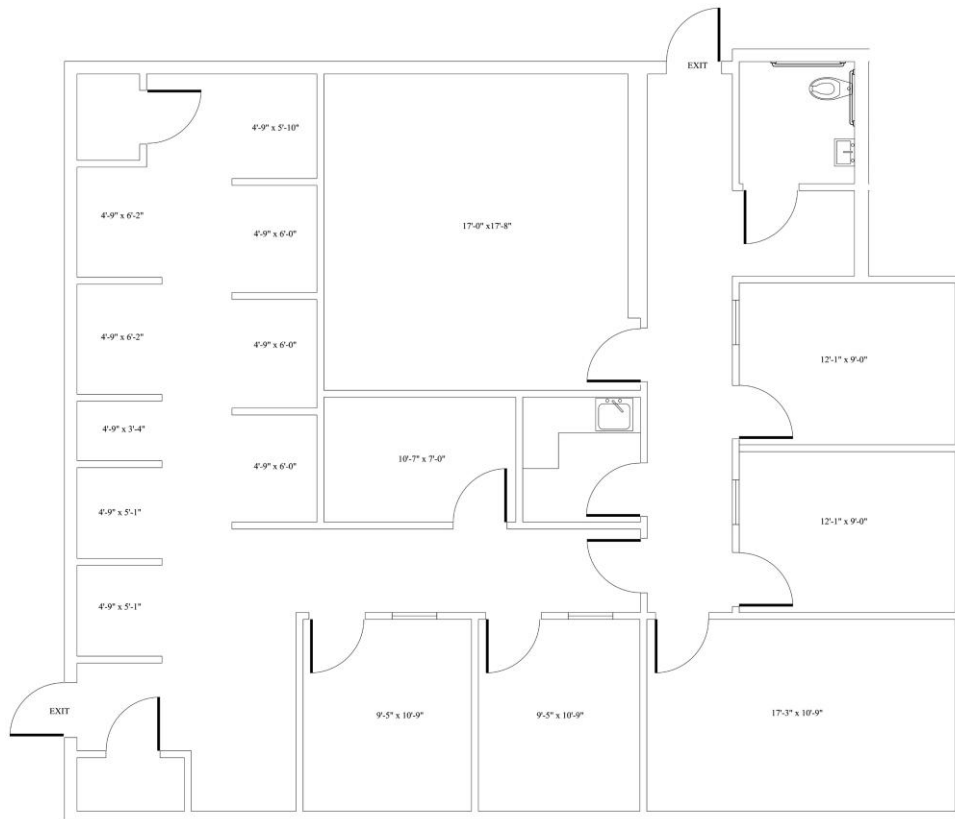 EXIT
4'-9" x 5'-10"
4'-9" x 6'-2"
17'-0" x17'-8"
4'-9" x 6'-0"
4'-9" x 6'-2"
4'-9" x 6'-0"
12'-1" x 9'-0"
4'-9" x 3'-4"
10'-7" x 7'-0"
4'-9" x 6'-0"
4'-9" x 5'-1"
12'-1" x 9'-0"
4'-9" x 5'-1"
EXIT
9'-5" x 10'-9"
9'-5" x 10'-9"
17'-3" x 10'-9"